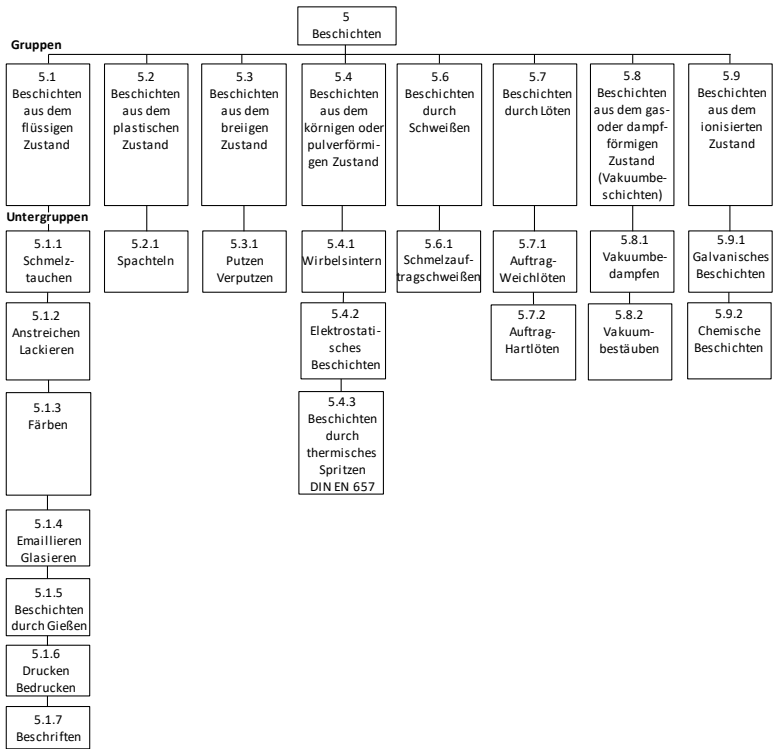 5
Beschichten
Gruppen
5.1
Beschichten
aus dem
flüssigen
Zustand
5.2
Beschichten
aus dem
plastischen
Zustand
5.3
Beschichten
aus dem
breiigen
Zustand
5.4
Beschichten
aus dem
körnigen oder
pulverförmi-
gen Zustand
5.6
Beschichten
durch
Schweißen
5.7
Beschichten
durch Löten
5.8
Beschichten
aus dem gas-
oder dampf-
förmigen
Zustand
(Vakuumbe-
schichten)
5.9
Beschichten
aus dem
ionisierten
Zustand
Untergruppen
5.1.1
Schmelz-
tauchen
5.2.1
Spachteln
5.3.1
Putzen
Verputzen
5.4.1
Wirbelsintern
5.6.1
Schmelzauf-
tragschweißen
5.7.1
Auftrag-
Weichlöten
5.8.1
Vakuumbe-
dampfen
5.9.1
Galvanisches
Beschichten
5.1.2
Anstreichen
Lackieren
5.4.2
Elektrostati-
sches
Beschichten
5.7.2
Auftrag-
Hartlöten
5.8.2
Vakuum-
bestäuben
5.9.2
Chemische
Beschichten
5.1.3
Färben
5.4.3
Beschichten
durch
thermisches
Spritzen
DIN EN 657
5.1.4
Emaillieren
Glasieren
5.1.5
Beschichten
durch Gießen
5.1.6
Drucken
Bedrucken
5.1.7
Beschriften